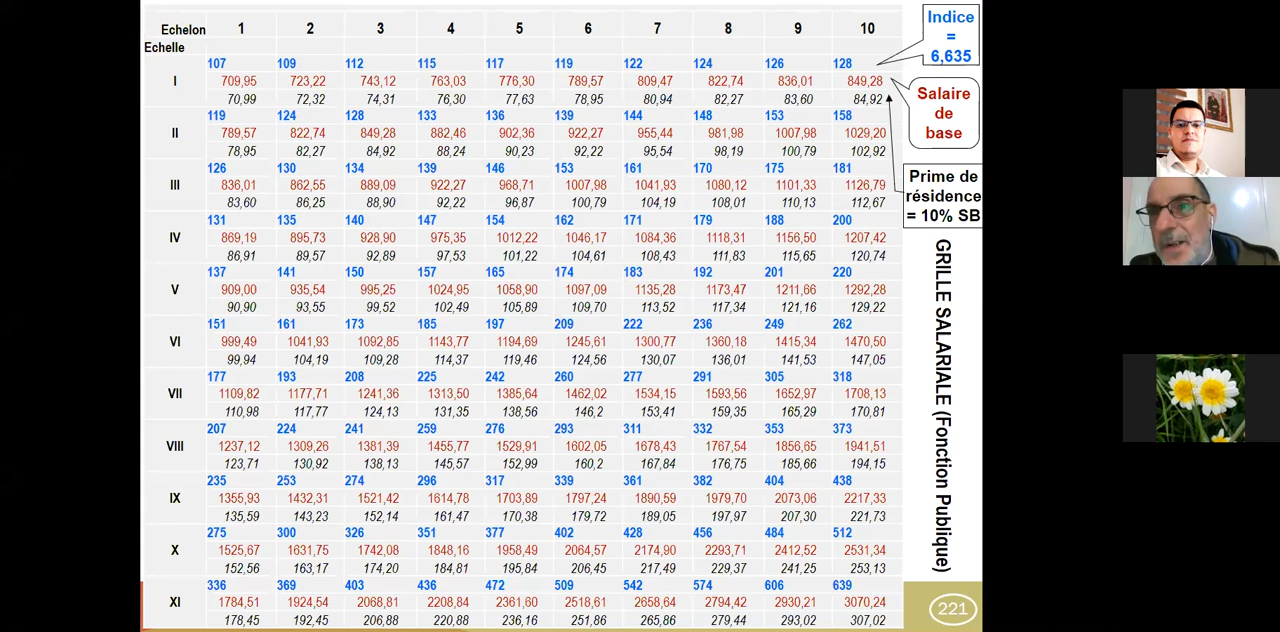 Echelon 1 2 3 4 5 6 7 8 9 10
Echelle
107 109 112 115 117 119 122 124 126 128
I 709,95 723,22 743,12 763,03 776,30 789,57 809,47 822,74 836,01 849,28
70,99 72,32 74,31 76,30 77,63 78,95 80,94 82,27 83,60 84,92
119 124 128 133 136 139 144 148 153 158
II 789,57 822,74 849,28 882,46 902,36 922,27 955,44 981,98 1007,98 1029,20
78,95 82,27 84,92 88,24 90,23 92,22 95,54 98,19 100,79 102,92
126 130 134 139 146 153 161 170 175 181
III 836,01 862,55 889,09 922,27 968,71 1007,98 1041,93 1080,12 1101,33 1126,79
83,60 86,25 88,90 92,22 96,87 100,79 104,19 108,01 110,13 112,67
131 135 140 147 154 162 171 179 188 200
IV 869,19 895,73 928,90 975,35 1012,22 1046,17 1084,36 1118,31 1156,50 1207,42
86,91 89,57 92,89 97,53 101,22 104,61 108,43 111,83 115,65 120,74
137 141 150 157 165 174 183 192 201 220
V 909,00 935,54 995,25 1024,95 1058,90 1097,09 1135,28 1173,47 1211,66 1292,28
90,90 93,55 99,52 102,49 105,89 109,70 113,52 117,34 121,16 129,22
151 161 173 185 197 209 222 236 249 262
VI 999,49 1041,93 1092,85 1143,77 1194,69 1245,61 1300,77 1360,18 1415,34 1470,50
99,94 104,19 109,28 114,37 119,46 124,56 130,07 136,01 141,53 147,05
177 193 208 225 242 260 277 291 305 318
VII 1109,82 1177,71 1241,36 1313,50 1385,64 1462,02 1534,15 1593,56 1652,97 1708,13
110,98 117,77 124,13 131,35 138,56 146,2 153,41 159,35 165,29 170,81
207 224 241 259 276 293 311 332 353 373
VIII 1237,12 1309,26 1381,39 1455,77 1529,91 1602,05 1678,43 1767,54 1856,65 1941,51
123,71 130,92 138,13 145,57 152,99 160,2 167,84 176,75 185,66 194,15
235 253 274 296 317 339 361 382 404 438
IX 1355,93 1432,31 1521,42 1614,78 1703,89 1797,24 1890,59 1979,70 2073,06 2217,33
135,59 143,23 152,14 161,47 170,38 179,72 189,05 197,97 207,30 221,73
275 300 326 351 377 402 428 456 484 512
X 1525,67 1631,75 1742,08 1848,16 1958,49 2064,57 2174,90 2293,71 2412,52 2531,34
152,56 163,17 174,20 184,81 195,84 206,45 217,49 229,37 241,25 253,13
336 369 403 436 472 509 542 574 606 639
XI 1784,51 1924,54 2068,81 2208,84 2361,60 2518,61 2658,64 2794,42 2930,21 3070,24
178,45 192,45 206,88 220,88 236,16 251,86 265,86 279,44 293,02 307,02
Indice
=
6,635
Salaire
de
base
Prime de
résidence
= 10% SB
GRILLE SALARIALE (Fonction Publique)
221